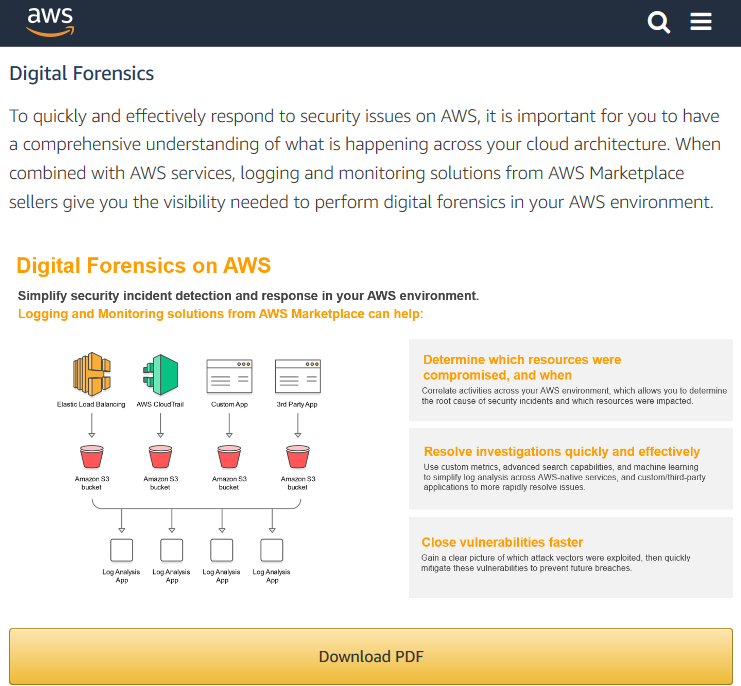 aws
Digital Forensics
To quickly and effectively respond to security issues on AWS, it is important for you to have
a comprehensive understanding of what is happening across your cloud architecture. When
combined with AWS services, logging and monitoring solutions from AWS Marketplace
sellers give you the visibility needed to perform digital forensics in your AWS environment.
Digital Forensics on AWS
Simplify security incident detection and response in your AWS environment.
Logging and Monitoring solutions from AWS Marketplace can help:
Elastic Load Balancing
AWS CloudTrail
Custom App
3rd Party App
Amazon S3
bucket
Amazon S3
bucket
Amazon S3
bucket
Amazon S3
bucket
Log Analysis
App
Log Analysis
App
Log Analysis
App
Log Analysis
App
Determine which resources were
compromised, and when
Correlate activities across your AWS environment, which allows you to determine
the root cause of security incidents and which resources were impacted.
Resolve investigations quickly and effectively
Use custom metrics, advanced search capabilities, and machine learning
to simplify log analysis across AWS-native services, and custom/third-party
applications to more rapidly resolve issues.
Close vulnerabilities faster
Gain a clear picture of which attack vectors were exploited, then quickly
mitigate these vulnerabilities to prevent future breaches.
Download PDF